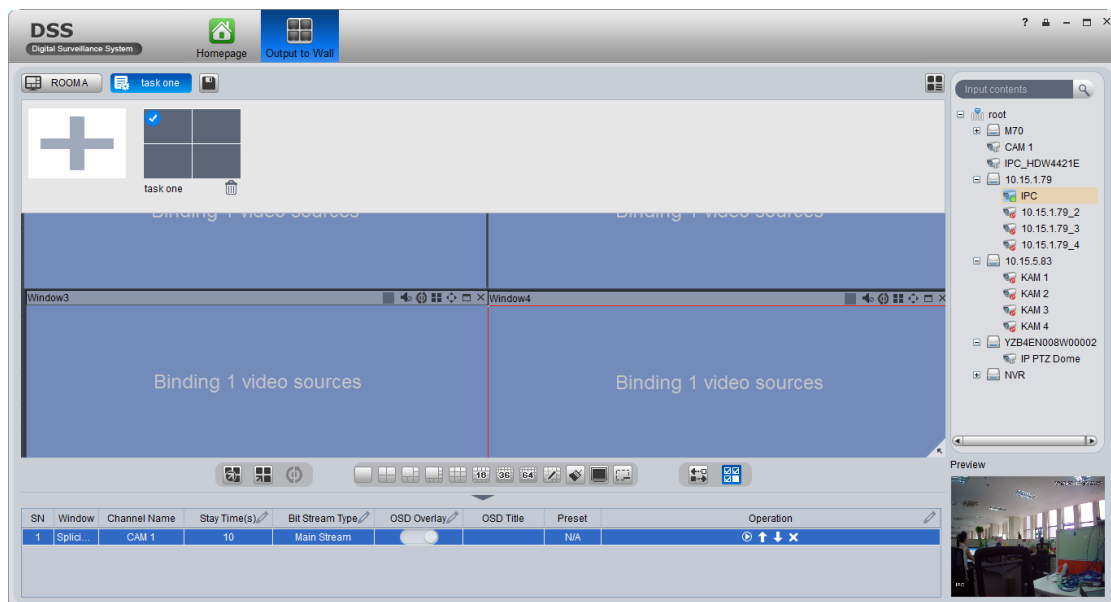 DSS
Digital Surveillance System
Homepage
Output to Wall
?
ROOM A
task one
Input contents
root
M70
CAM 1
IPC_HDW4421E
10.15.1.79
IPC
10.15.1.79_2
10.15.1.79_3
10.15.1.79_4
10.15.5.83
KAM 1
KAM 2
KAM 3
KAM 4
YZB4EN008W00002
IP PTZ Dome
NVR
task one
Binding 1 video sources
Binding 1 video sources
Window3
Window4
Binding 1 video sources
Binding 1 video sources
16 36 64
Preview
IPC
SN Window Channel Name Stay Time(s) Bit Stream Type OSD Overlay OSD Title Preset Operation
1 Splici... CAM 1 10 Main Stream N/A